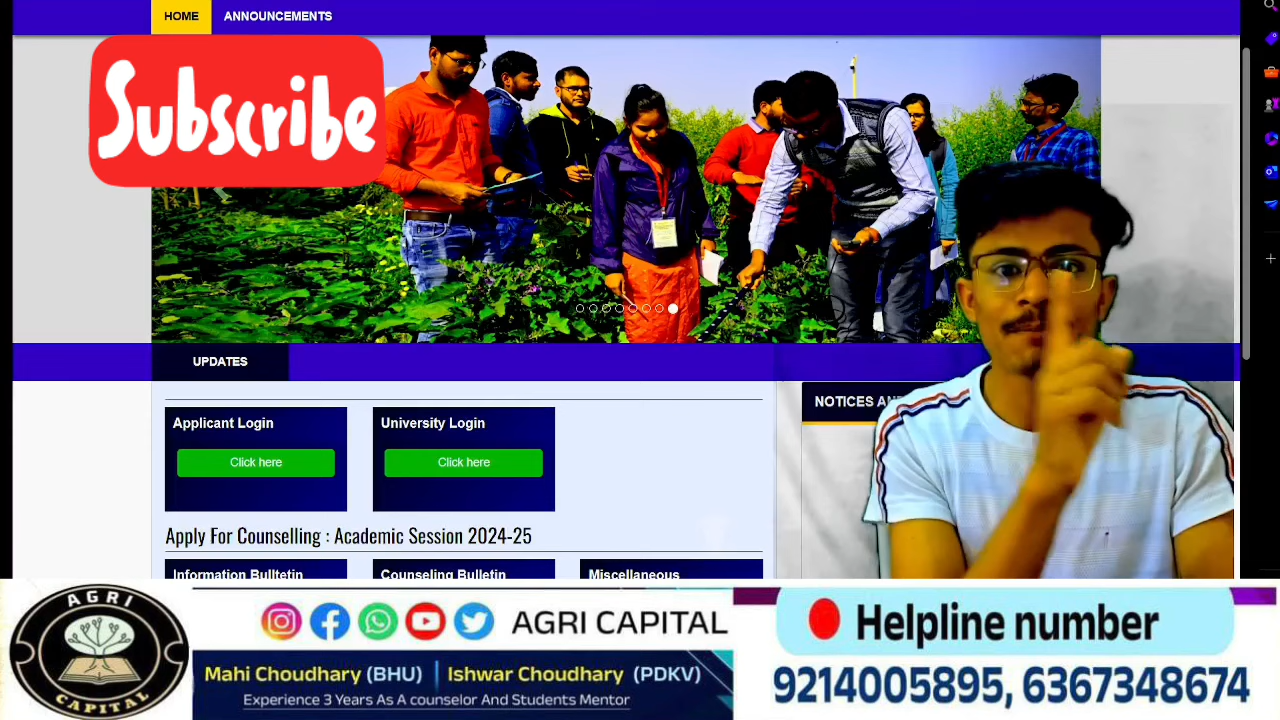 HOME ANNOUNCEMENTS
Subscribe
UPDATES
NOTICES AN
Applicant Login University Login
Click here Click here
Apply For Counselling : Academic Session 2024-25
Information Bulltetin Counseling Bulletin Miscellaneous
AGRI
CAPITAL
AGRI CAPITAL
Mahi Choudhary (BHU) | Ishwar Choudhary (PDKV)
Experience 3 Years As A counselor And Students Mentor
Helpline number
9214005895, 6367348674